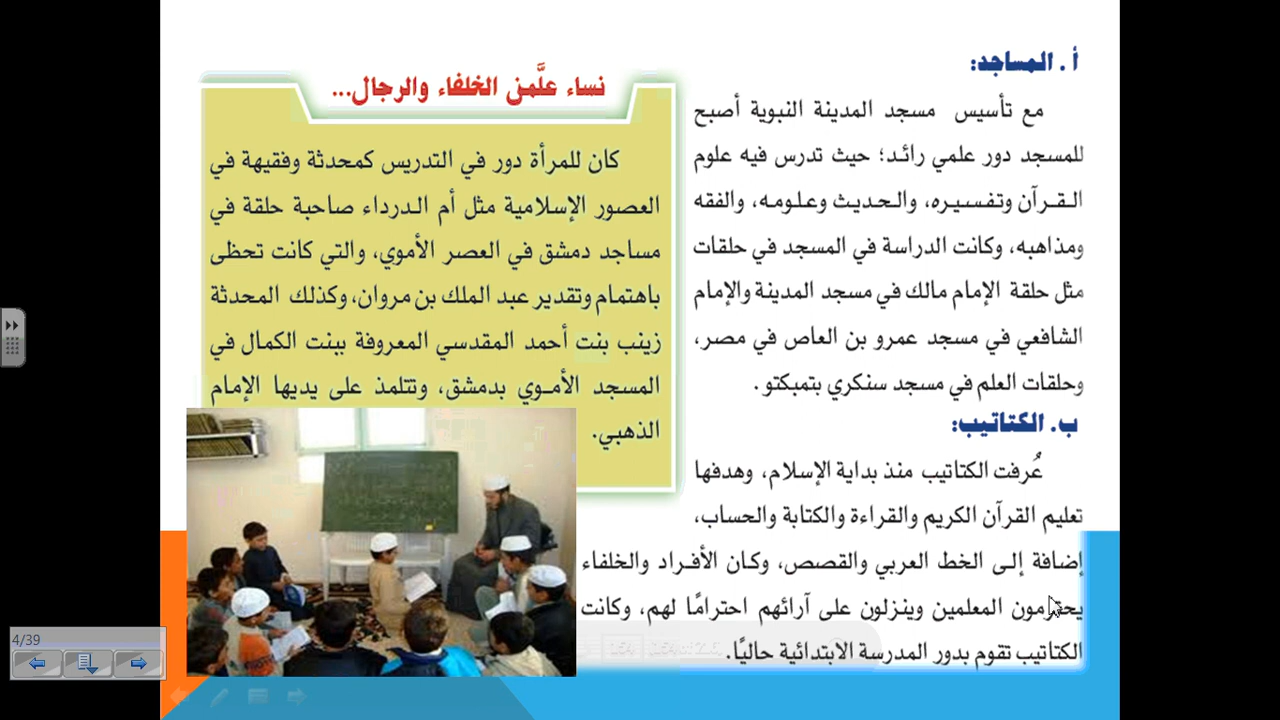 أ. المساجد:
مع تأسيس مسجد المدينة النبوية أصبح
للمسجد دور علمي رائد؛ حيث تدرس فيه علوم
القرآن وتفسيره، والحديث وعلومه، والفقه
ومذاهبه، وكانت الدراسة في المسجد في حلقات
مثل حلقة الإمام مالك في مسجد المدينة والإمام
الشافعي في مسجد عمرو بن العاص في مصر،
وحلقات العلم في مسجد سنكري بتمبكتو.
ب. الكتاتيب:
عُرفت الكتاتيب منذ بداية الإسلام، وهدفها
تعليم القرآن الكريم والقراءة والكتابة والحساب،
إضافة إلى الخط العربي والقصص، وكان الأفراد والخلفاء
يحترمون المعلمين وينزلون على آرائهم احترامًا لهم، وكانت
الكتاتيب تقوم بدور المدرسة الابتدائية حاليًا.
نساء علَّمن الخلفاء والرجال...
كان للمرأة دور في التدريس كمحدثة وفقيهة في
العصور الإسلامية مثل أم الدرداء صاحبة حلقة في
مساجد دمشق في العصر الأموي، والتي كانت تحظى
باهتمام وتقدير عبد الملك بن مروان، وكذلك المحدثة
زينب بنت أحمد المقدسي المعروفة ببنت الكمال في
المسجد الأموي بدمشق، وتتلمذ على يديها الإمام
الذهبي.
4/39